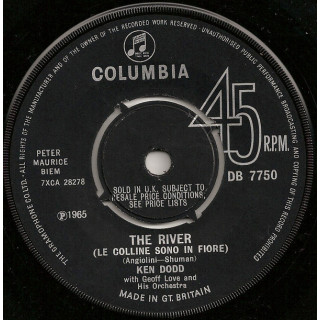 ALL RIGHTS OF THE MANUFACTURER AND OF THE OWNER OF THE RECORDED WORK RESERVED. UNAUTHORISED PUBLIC PERFORMANCE BROADCASTING AND COPYING OF THIS RECORD PROHIBITED
THE GRAMOPHONE CO. LTD.
COLUMBIA
45 R.P.M.
PETER
MAURICE
BIEM
7XCA 28278
DB 7750
SOLD IN U.K. SUBJECT TO
RESALE PRICE CONDITIONS,
SEE PRICE LISTS
Ⓟ1965
THE RIVER
(LE COLLINE SONO IN FIORE)
(Angiolini—Shuman)
KEN DODD
with Geoff Love and
His Orchestra
MADE IN GT. BRITAIN